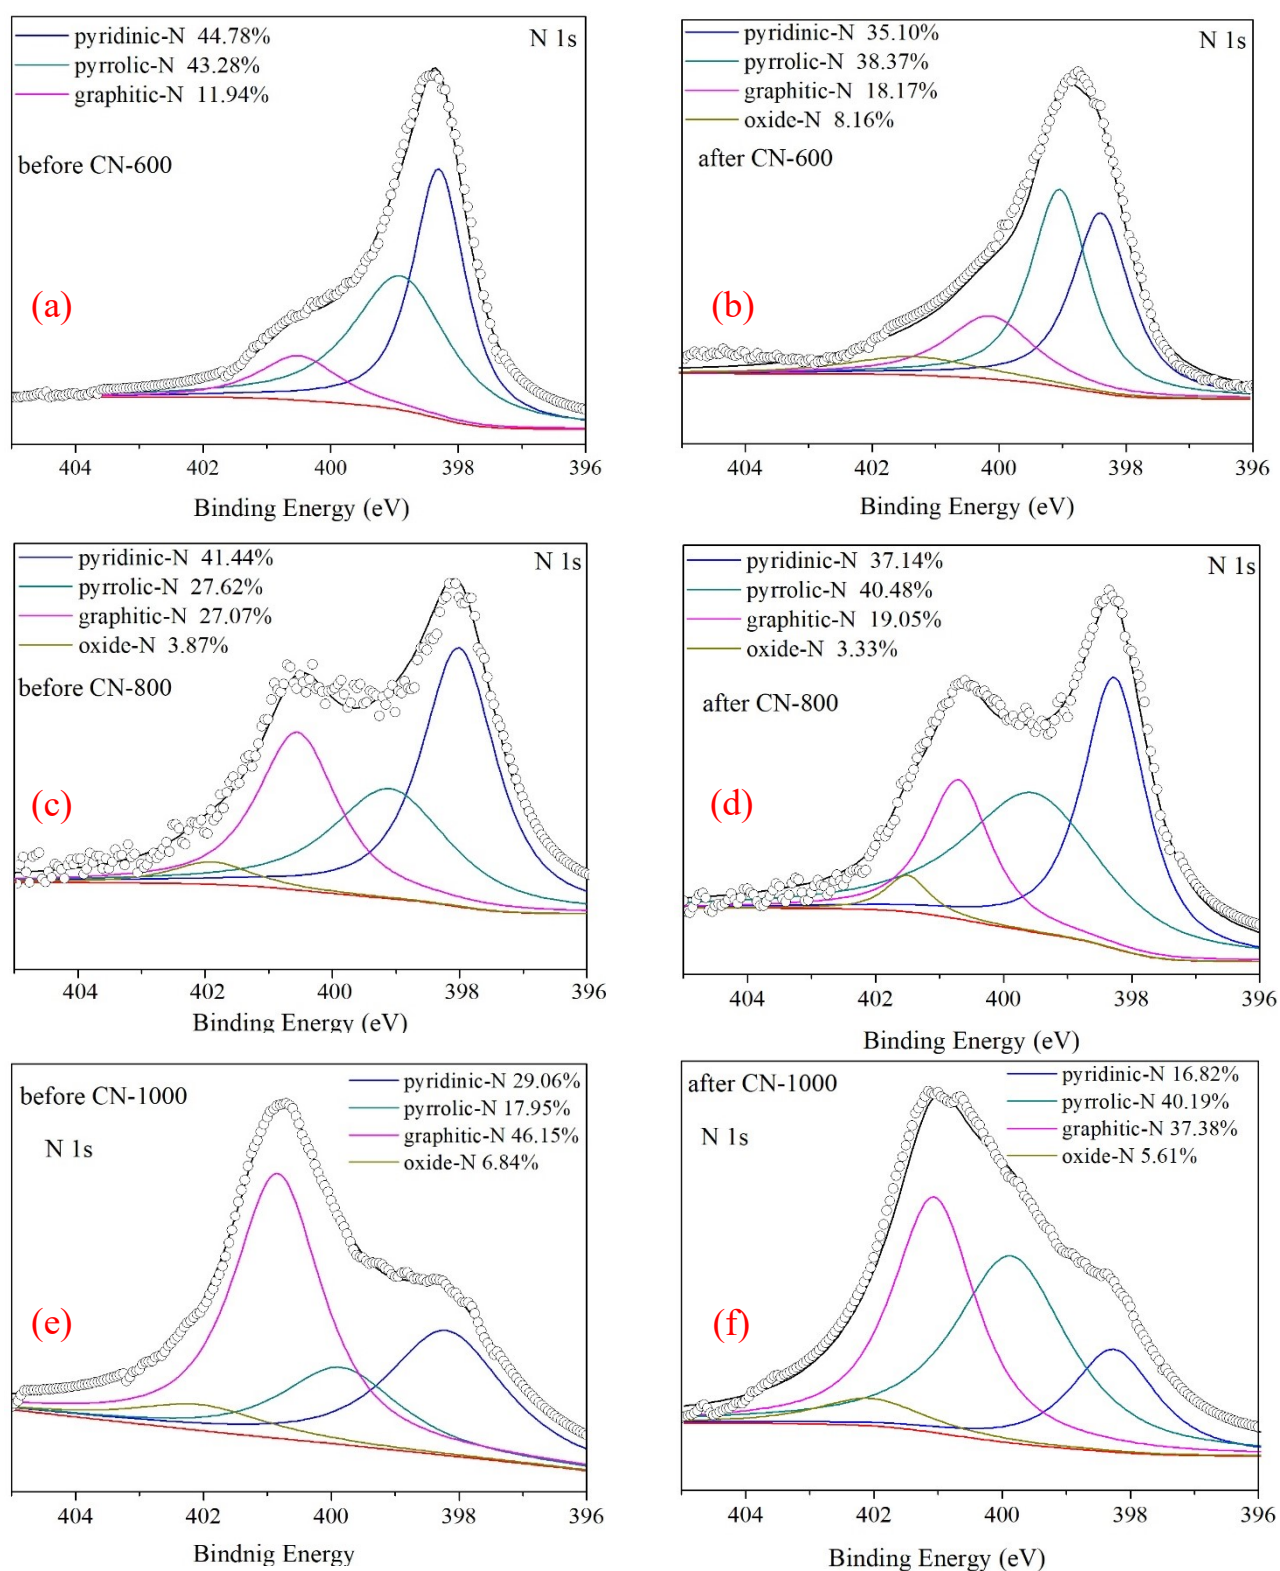 pyridinic-N 44.78%
pyrrolic-N 43.28%
graphitic-N 11.94%
N 1s
before CN-600
(a)
404 402 400 398 396
Binding Energy (eV)
pyridinic-N 35.10%
pyrrolic-N 38.37%
graphitic-N 18.17%
oxide-N 8.16%
N 1s
after CN-600
(b)
404 402 400 398 396
Binding Energy (eV)
pyridinic-N 41.44%
pyrrolic-N 27.62%
graphitic-N 27.07%
oxide-N 3.87%
N 1s
before CN-800
(c)
404 402 400 398 396
Binding Energy (eV)
pyridinic-N 37.14%
pyrrolic-N 40.48%
graphitic-N 19.05%
oxide-N 3.33%
N 1s
after CN-800
(d)
404 402 400 398 396
Binding Energy (eV)
before CN-1000
N 1s
pyridinic-N 29.06%
pyrrolic-N 17.95%
graphitic-N 46.15%
oxide-N 6.84%
(e)
404 402 400 398 396
Bindnig Energy
after CN-1000
N 1s
pyridinic-N 16.82%
pyrrolic-N 40.19%
graphitic-N 37.38%
oxide-N 5.61%
(f)
404 402 400 398 396
Binding Energy (eV)